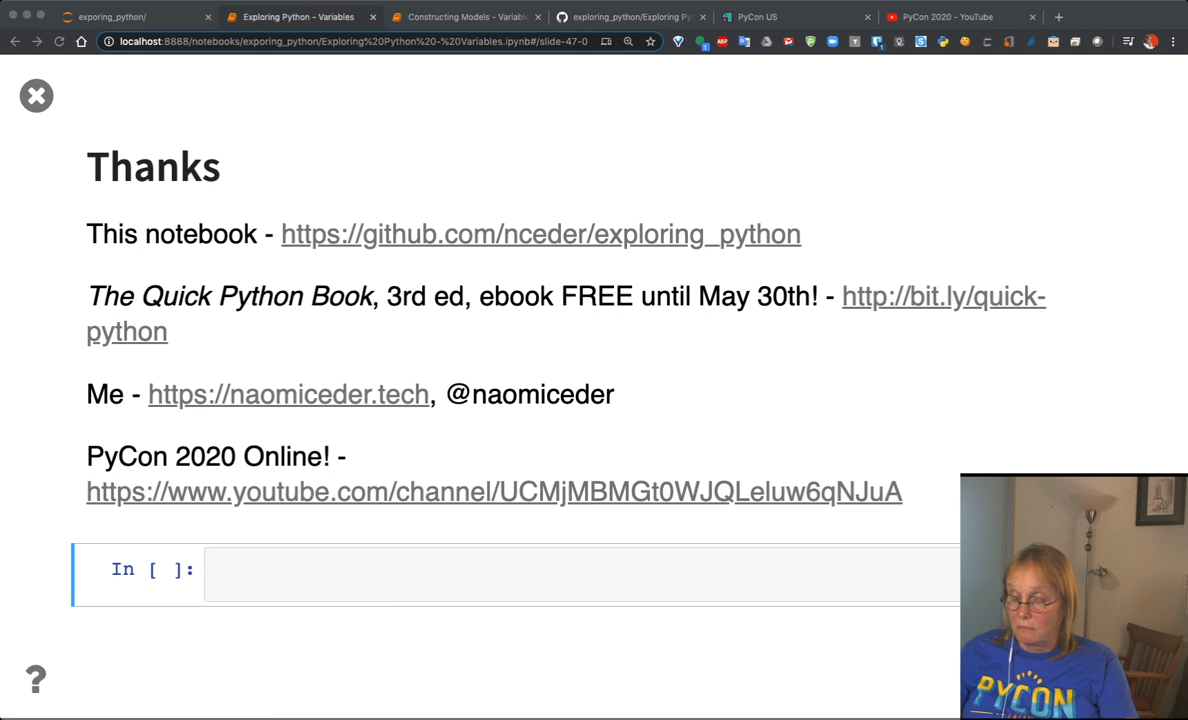 exploring_python/
Exploring Python - Variables
Constructing Models - Variabl
exploring_python/Exploring Py
PyCon US
PyCon 2020 - YouTube
localhost:8888/notebooks/exporing_python/Exploring%20Python%20-%20Variables.ipynb#/slide-47-0
Thanks
This notebook - https://github.com/nceder/exploring_python
The Quick Python Book, 3rd ed, ebook FREE until May 30th! - http://bit.ly/quick-
python
Me - https://naomiceder.tech, @naomiceder
PyCon 2020 Online! -
https://www.youtube.com/channel/UCMjMBMGt0WJQLeluw6qNJuA
In [ ]:
?
PYCON